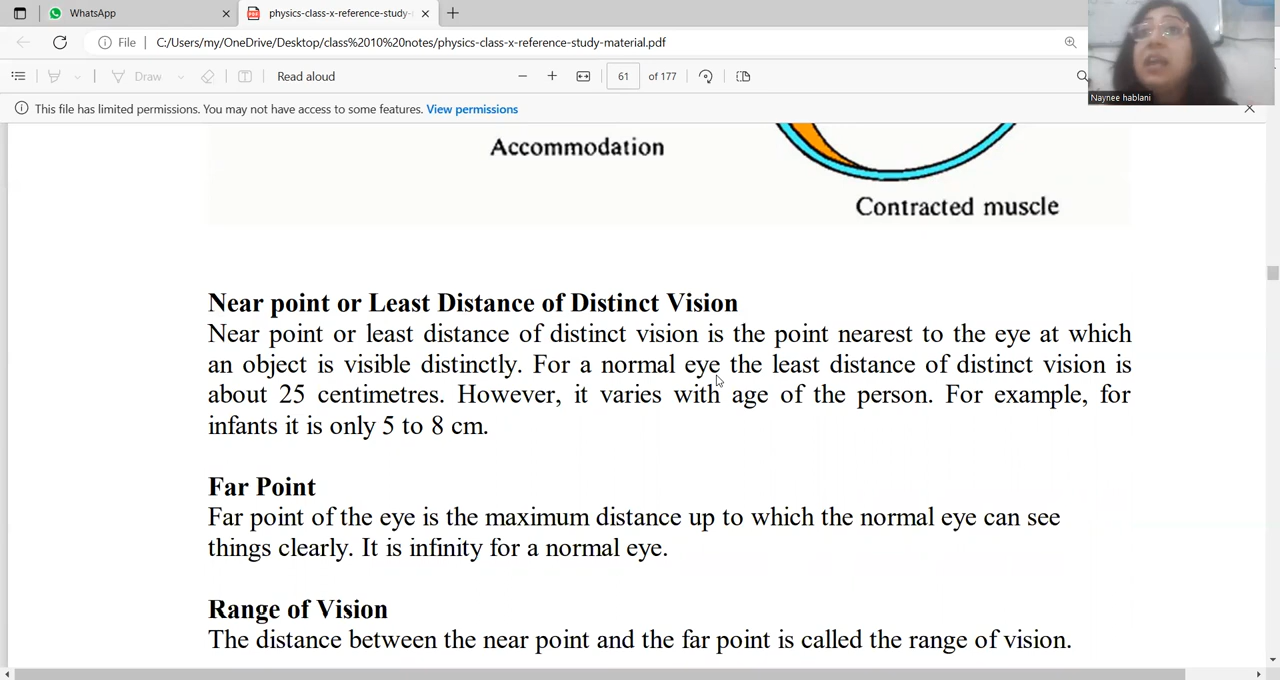 WhatsApp
physics-class-x-reference-study-
File
C:/Users/my/OneDrive/Desktop/class%2010%20notes/physics-class-x-reference-study-material.pdf
Draw
Read aloud
61 of 177
This file has limited permissions. You may not have access to some features. View permissions
Naynee hablani
Accommodation
Contracted muscle
Near point or Least Distance of Distinct Vision
Near point or least distance of distinct vision is the point nearest to the eye at which
an object is visible distinctly. For a normal eye the least distance of distinct vision is
about 25 centimetres. However, it varies with age of the person. For example, for
infants it is only 5 to 8 cm.
Far Point
Far point of the eye is the maximum distance up to which the normal eye can see
things clearly. It is infinity for a normal eye.
Range of Vision
The distance between the near point and the far point is called the range of vision.